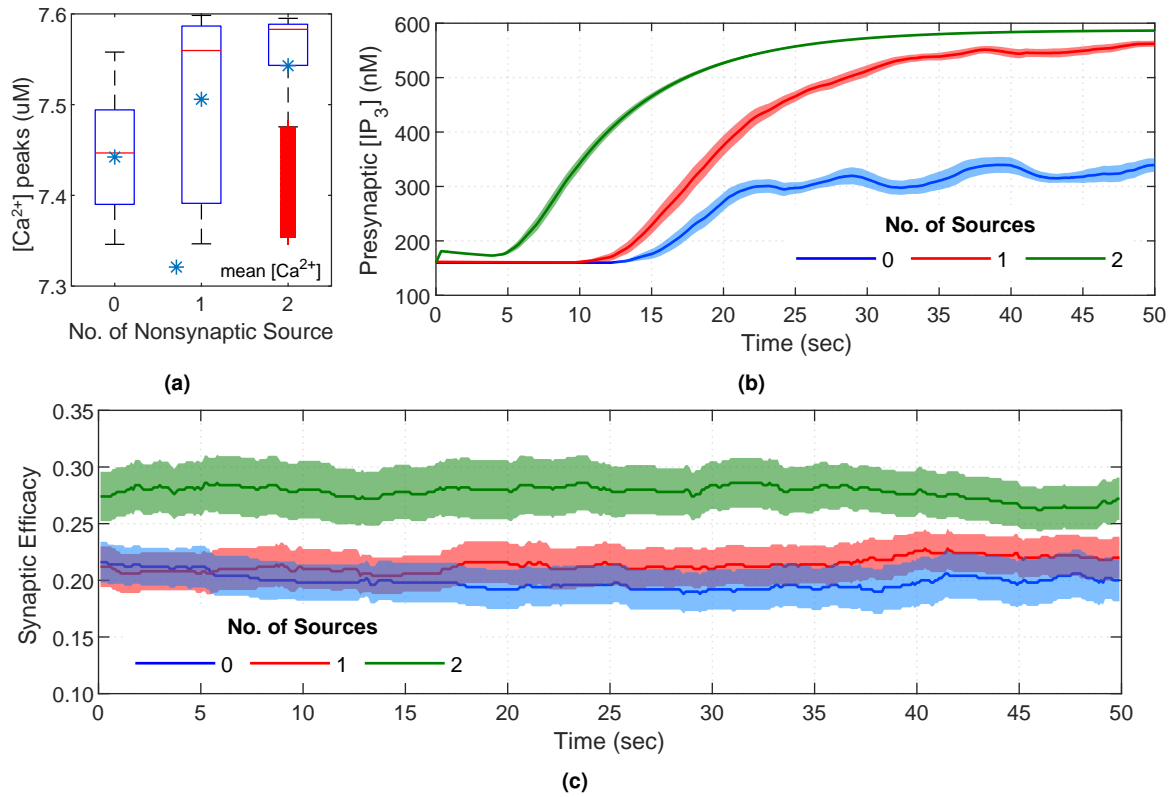 [Ca²⁺] peaks (uM)
7.6
7.5
7.4
7.3
0 1 2
No. of Nonsynaptic Source
mean [Ca²⁺]
(a)
Presynaptic [IP₃] (nM)
600
500
400
300
200
100
0 5 10 15 20 25 30 35 40 45 50
Time (sec)
No. of Sources
0 1 2
(b)
Synaptic Efficacy
0.35
0.30
0.25
0.20
0.15
0.10
0 5 10 15 20 25 30 35 40 45 50
Time (sec)
No. of Sources
0 1 2
(c)